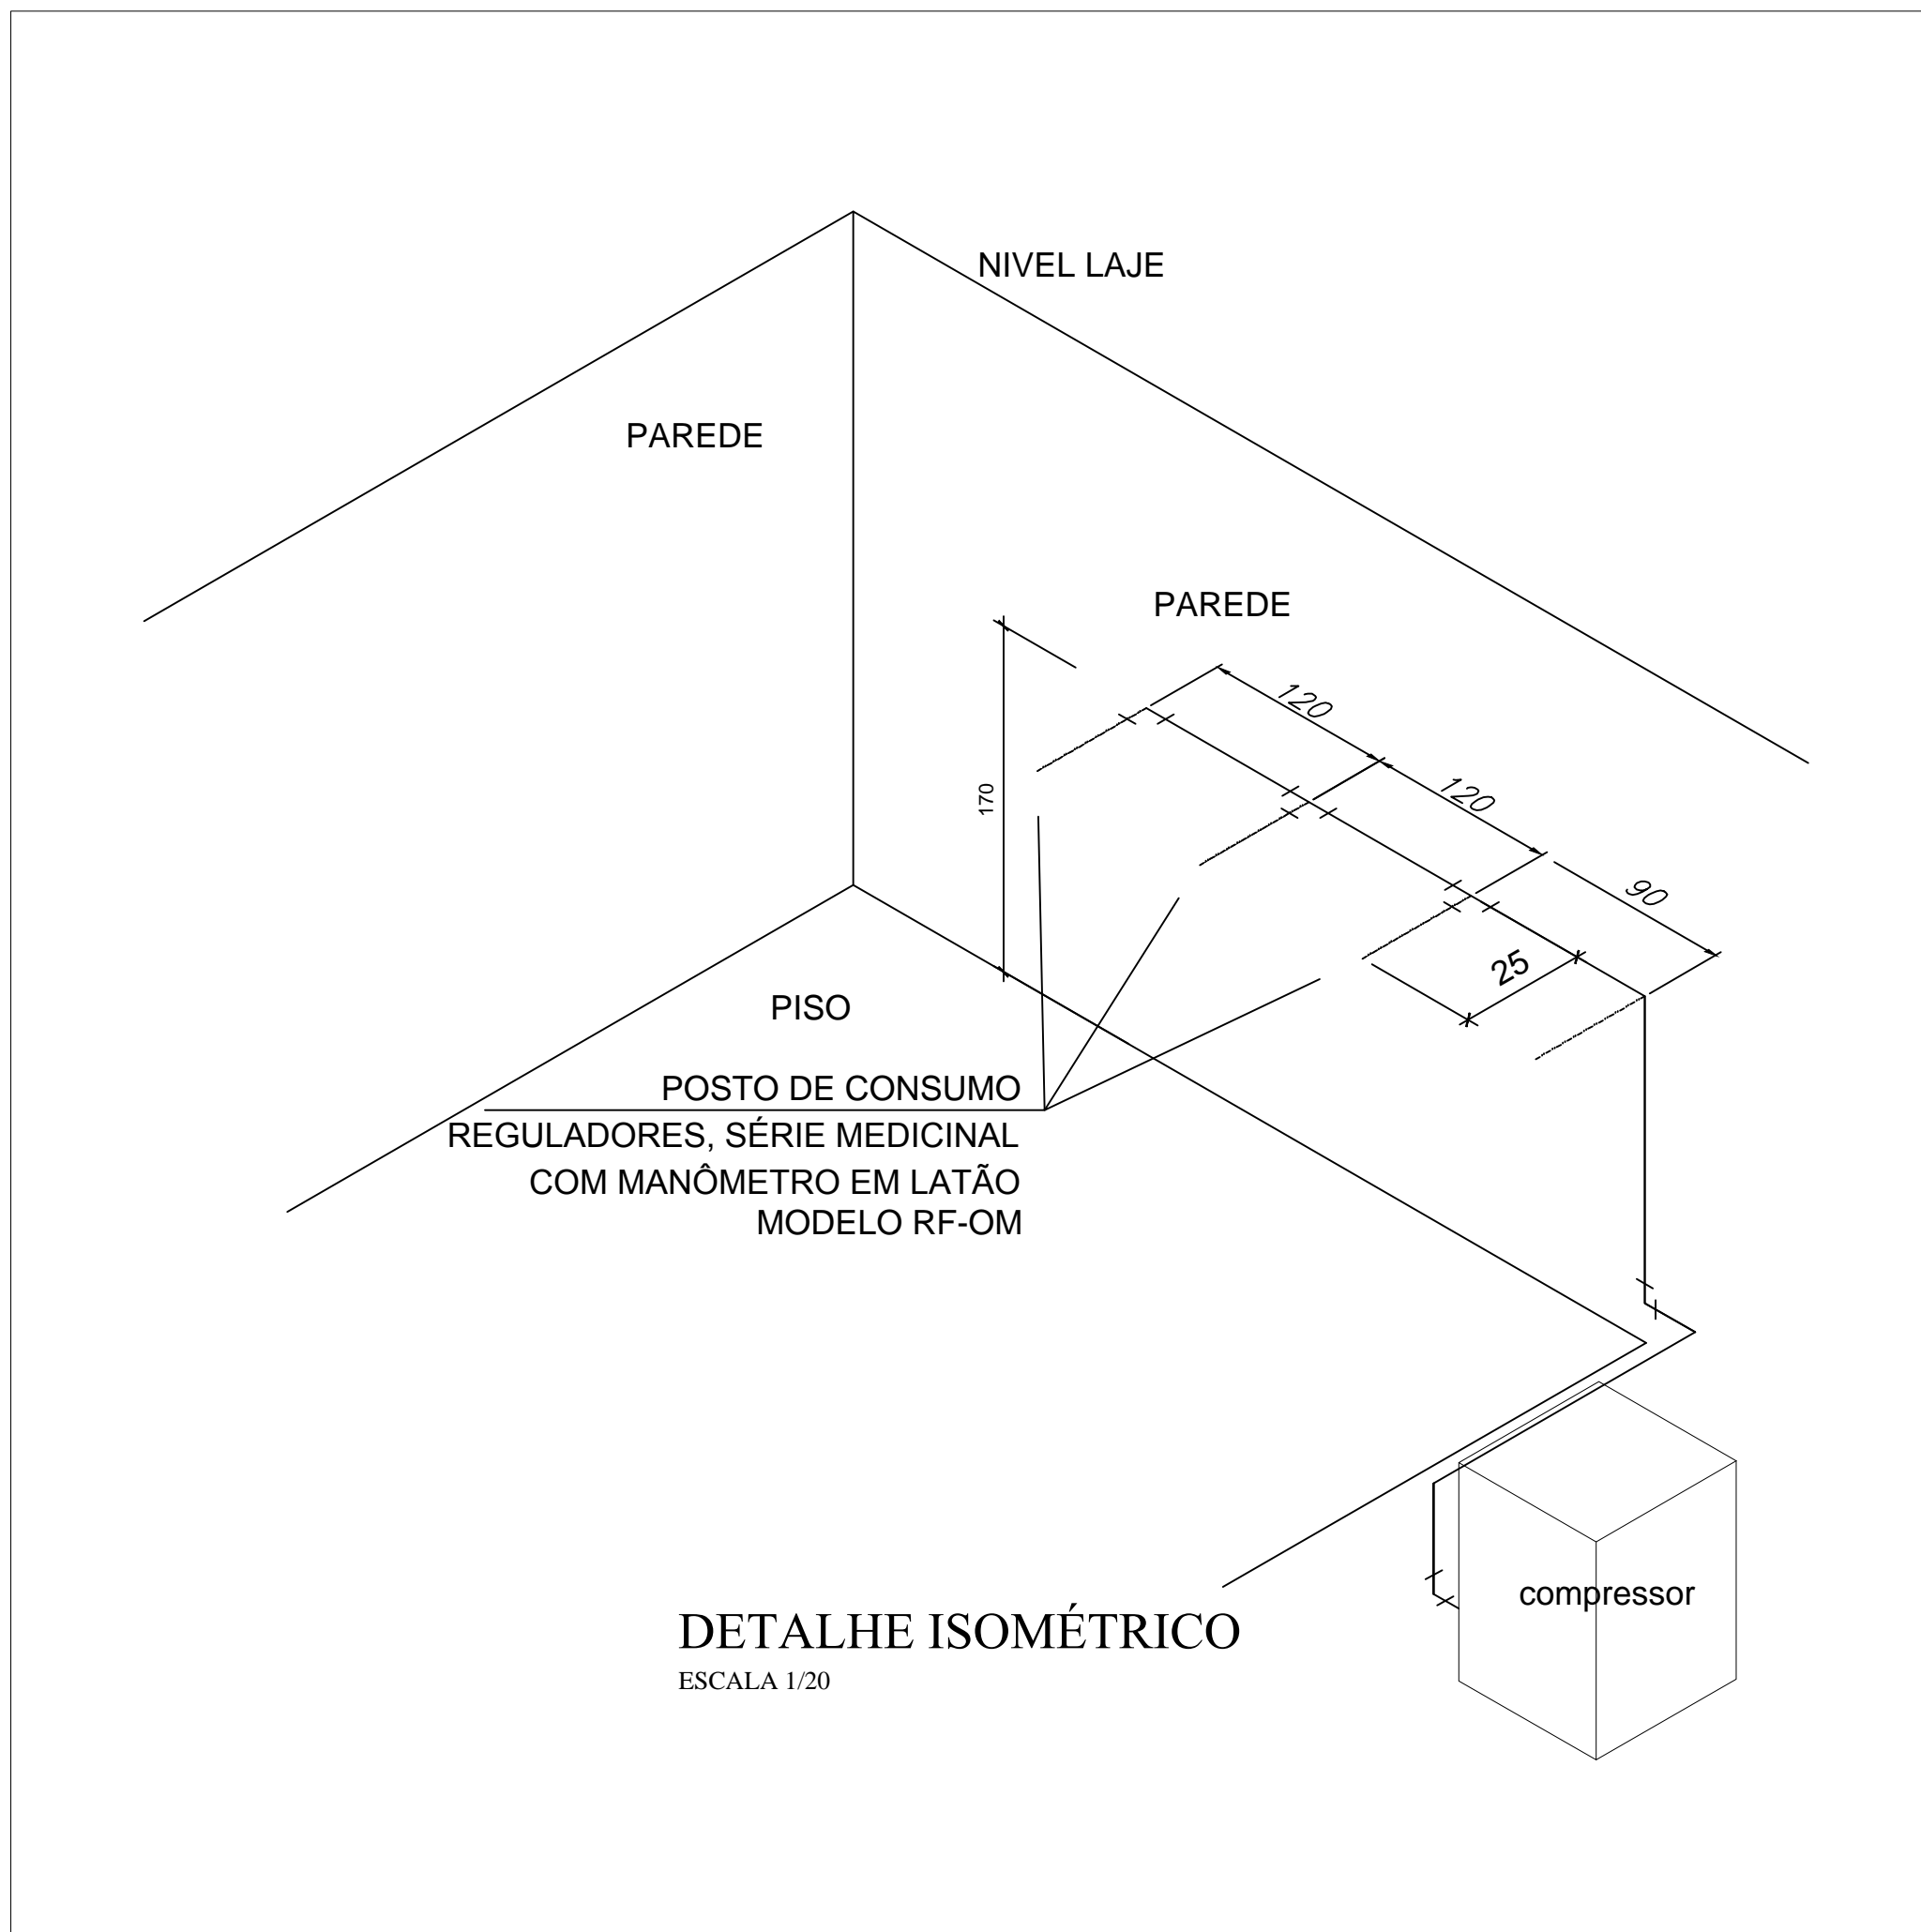 NIVEL LAJE
PAREDE
PAREDE
120
120
170
90
25
PISO
POSTO DE CONSUMO
REGULADORES, SÉRIE MEDICINAL
COM MANÔMETRO EM LATÃO
MODELO RF-OM
compressor
DETALHE ISOMÉTRICO
ESCALA 1/20